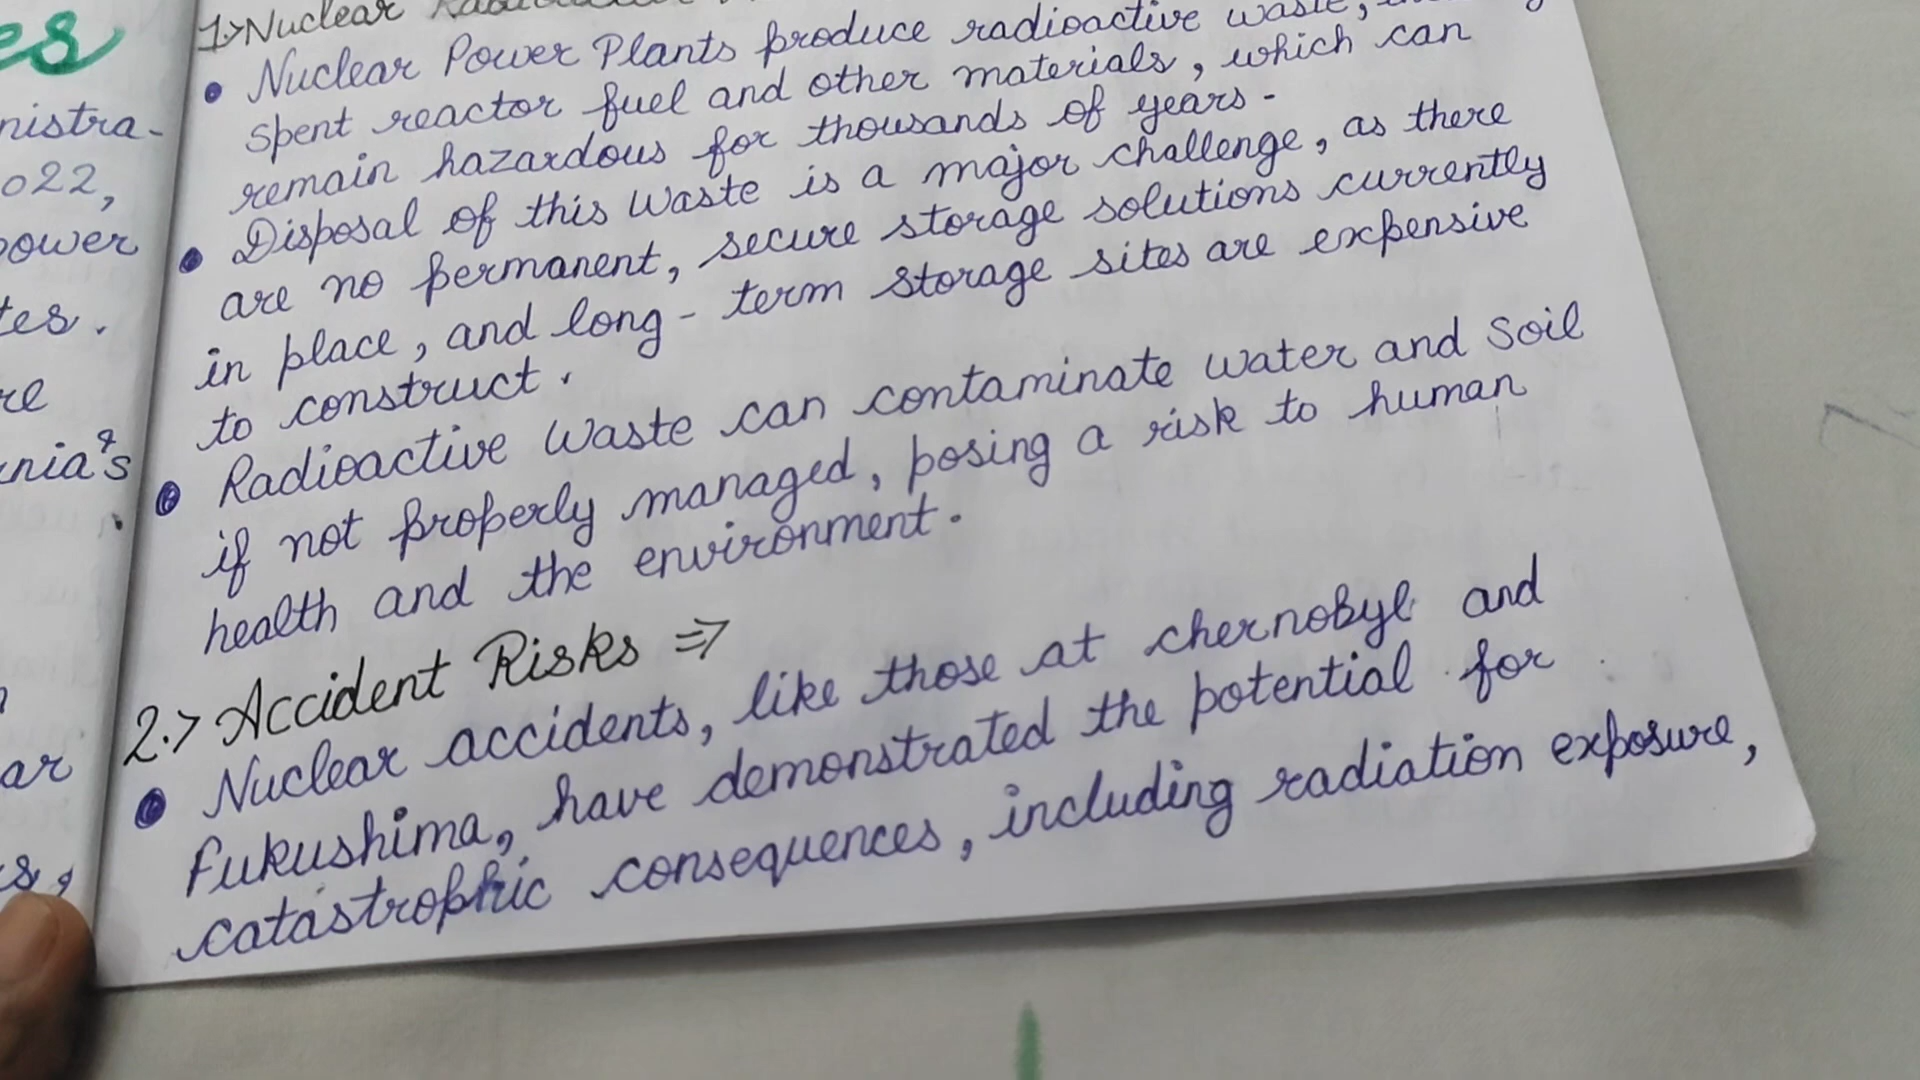 es
nistra-
022,
power
tes.
re
nia's
ar
s,
1.> Nuclear
• Nuclear Power Plants produce radioactive waste,
spent reactor fuel and other materials, which can
remain hazardous for thousands of years.
• Disposal of this waste is a major challenge, as there
are no permanent, secure storage solutions currently
in place, and long-term storage sites are expensive
to construct.
• Radioactive waste can contaminate water and soil
if not properly managed, posing a risk to human
health and the environment.
2.> Accident Risks ⇒
• Nuclear accidents, like those at chernobyl and
fukushima, have demonstrated the potential for
catastrophic consequences, including radiation exposure,